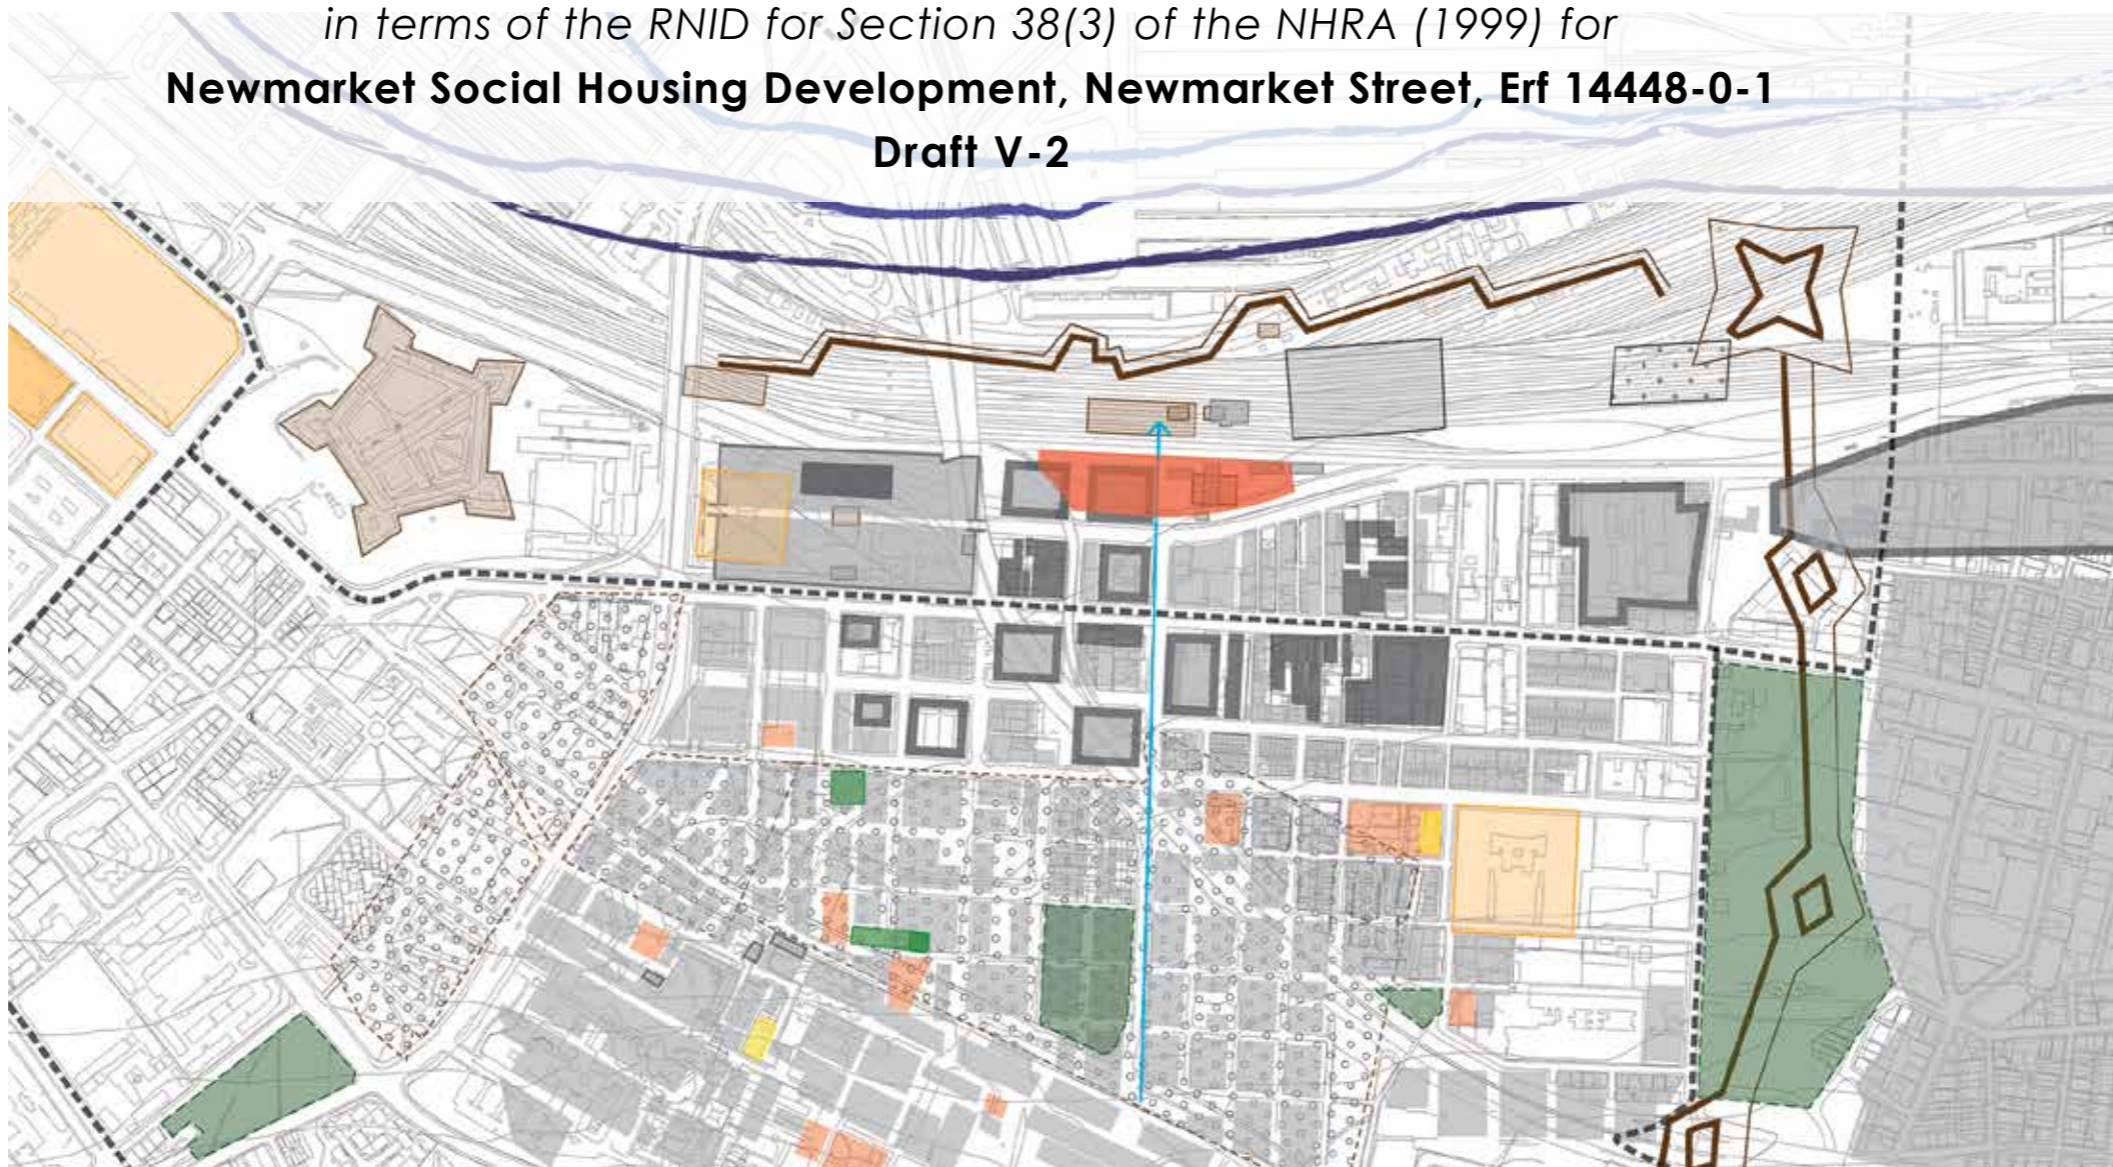 in terms of the RNID for Section 38(3) of the NHRA (1999) for
Newmarket Social Housing Development, Newmarket Street, Erf 14448-0-1
Draft V-2